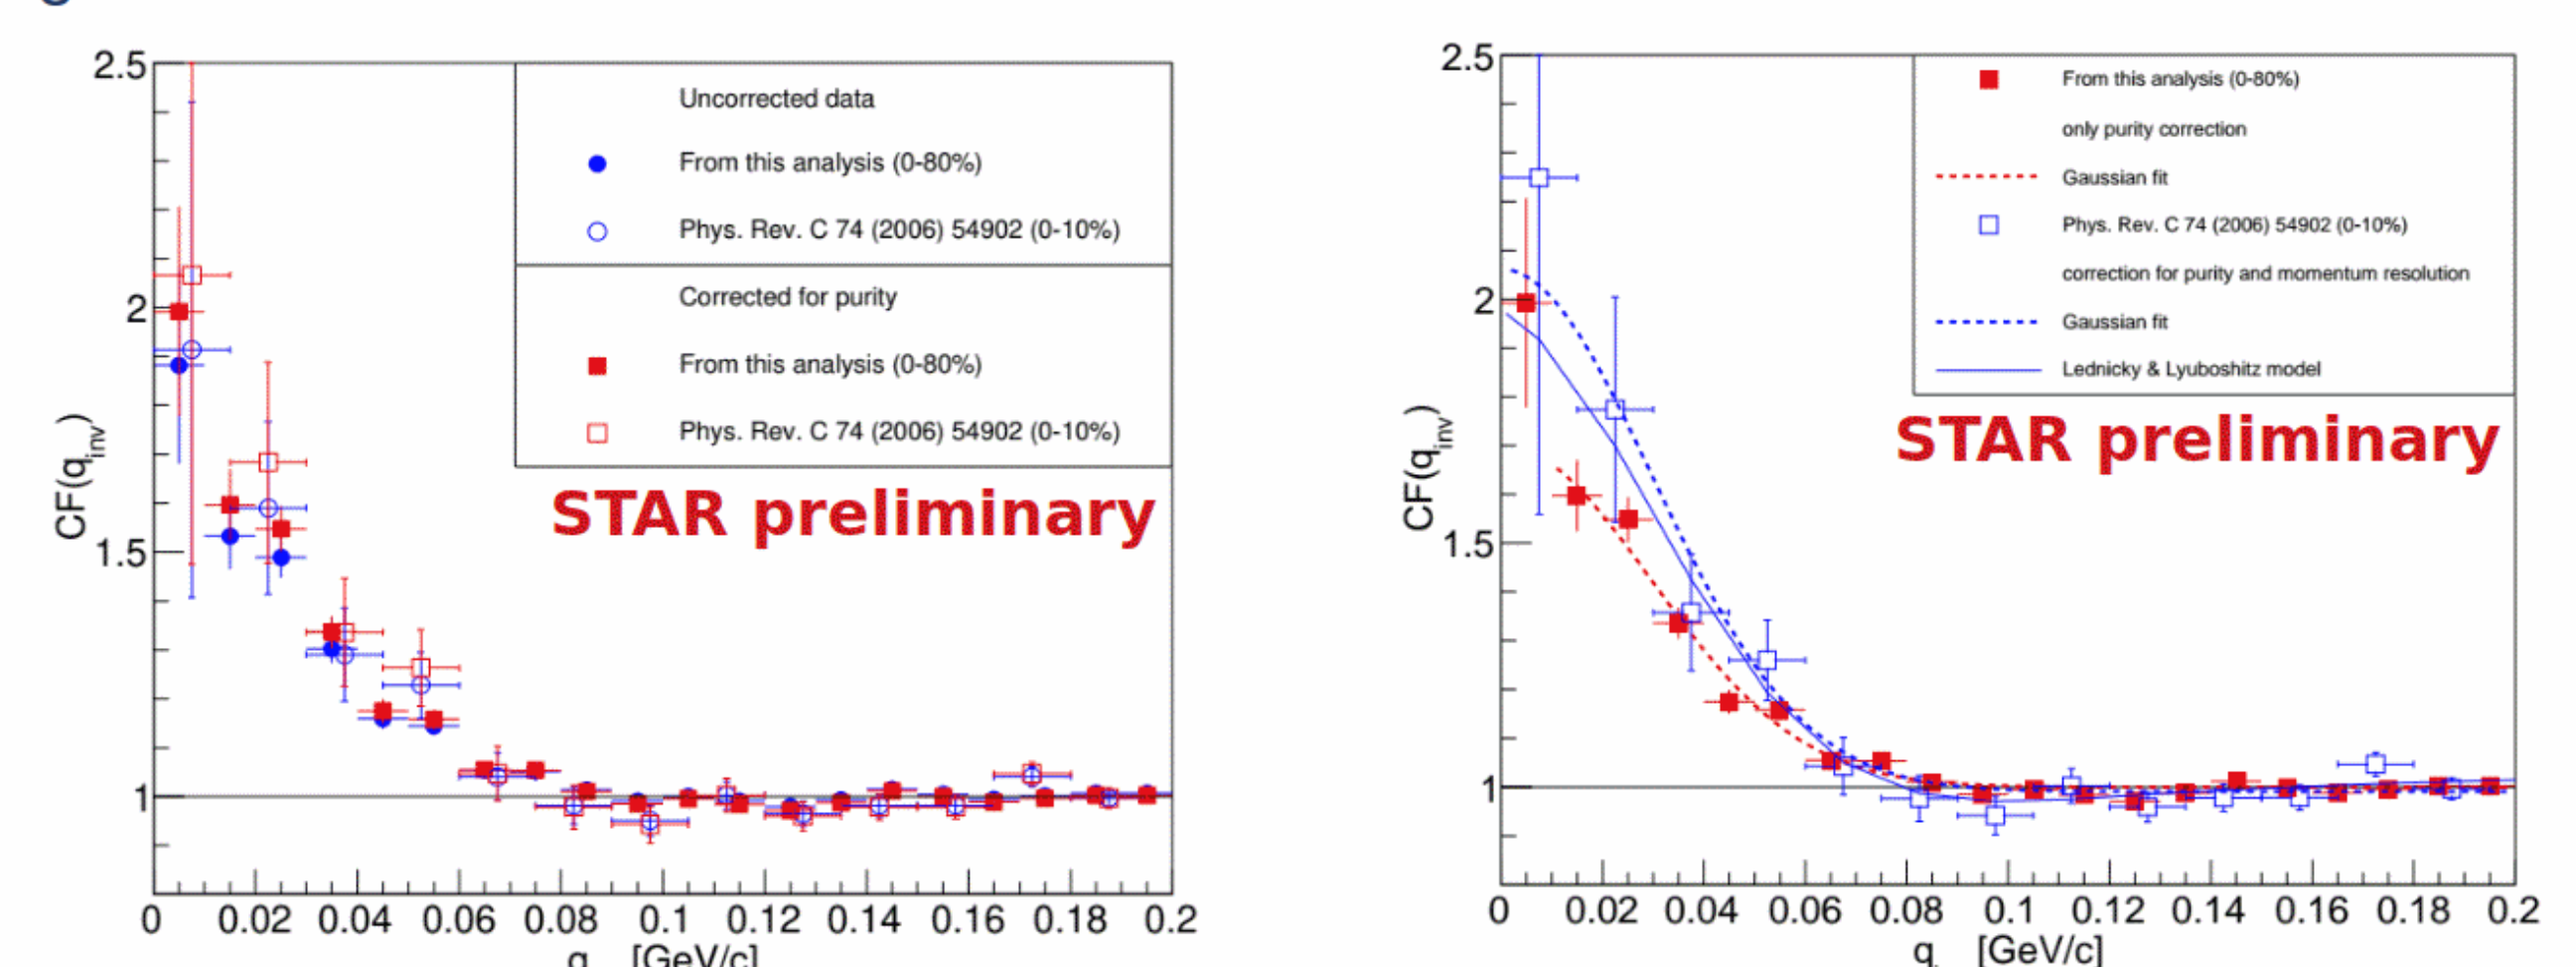 2.5
2
1.5
1
CF(q_inv)
Uncorrected data
From this analysis (0-80%)
Phys. Rev. C 74 (2006) 54902 (0-10%)
Corrected for purity
From this analysis (0-80%)
Phys. Rev. C 74 (2006) 54902 (0-10%)
STAR preliminary
0 0.02 0.04 0.06 0.08 0.1 0.12 0.14 0.16 0.18 0.2
q [GeV/c]
2.5
2
1.5
1
CF(q_inv)
From this analysis (0-80%)
only purity correction
Gaussian fit
Phys. Rev. C 74 (2006) 54902 (0-10%)
correction for purity and momentum resolution
Gaussian fit
Lednicky & Lyuboshitz model
STAR preliminary
0 0.02 0.04 0.06 0.08 0.1 0.12 0.14 0.16 0.18 0.2
q [GeV/c]